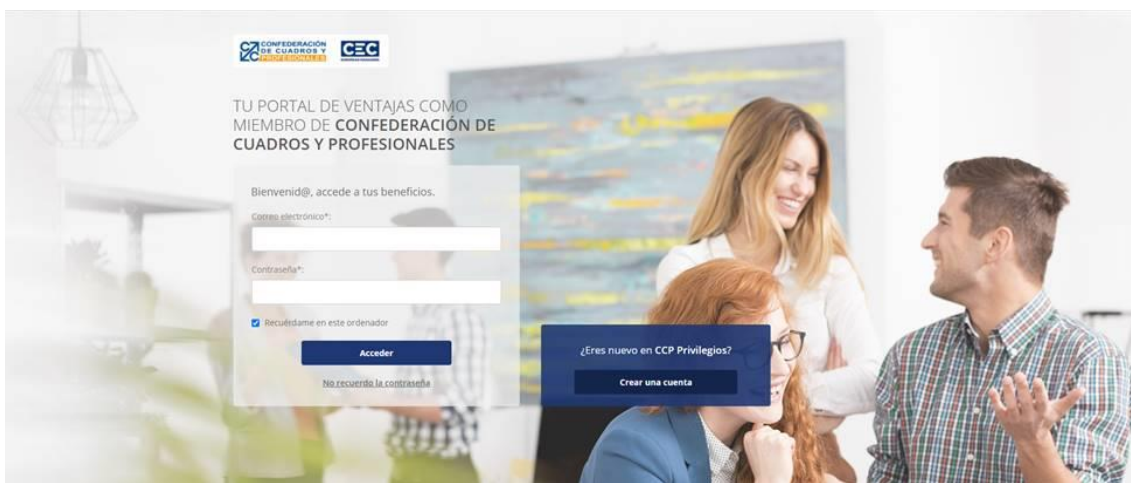 CONFEDERACIÓN
DE CUADROS Y
PROFESIONALES
CEC
EUROPEAN MANAGERS
TU PORTAL DE VENTAJAS COMO
MIEMBRO DE CONFEDERACIÓN DE
CUADROS Y PROFESIONALES
Bienvenid@, accede a tus beneficios.
Correo electrónico*:
Contraseña*:
Recuérdame en este ordenador
Acceder
No recuerdo la contraseña
¿Eres nuevo en CCP Privilegios?
Crear una cuenta